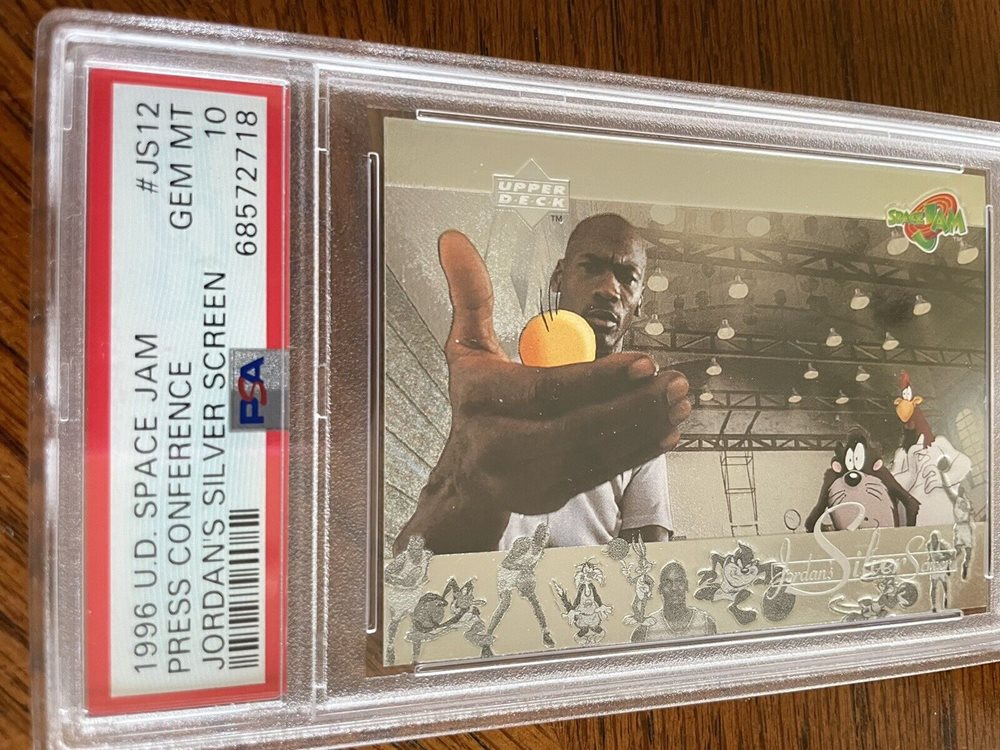 1996 U.D. SPACE JAM #JS12
PRESS CONFERENCE GEM MT
JORDAN'S SILVER SCREEN 10
68572718
PSA
UPPER
DECK
TM
SPACE JAM
Jordan's Silver Screen